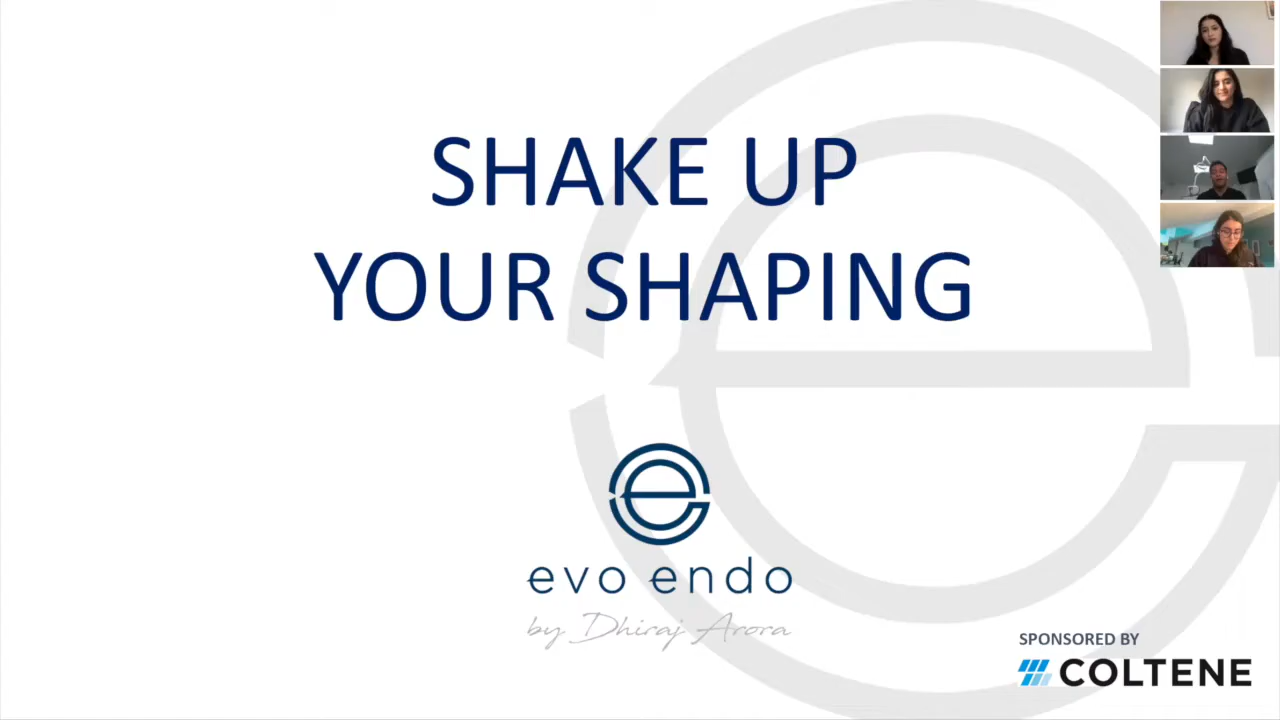 SHAKE UP
YOUR SHAPING
evo endo
by Dhiraj Arora
SPONSORED BY
COLTENE